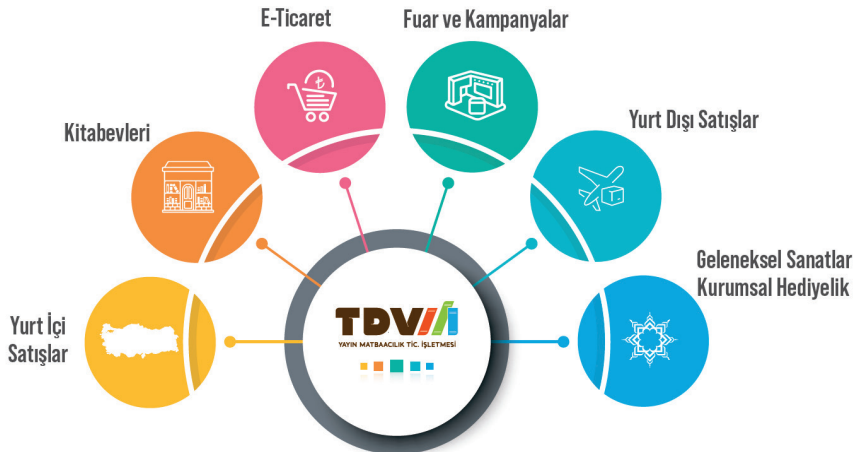 E-Ticaret
Fuar ve Kampanyalar
Kitabevleri
Yurt Dışı Satışlar
Geleneksel Sanatlar
Kurumsal Hediyelik
Yurt İçi
Satışlar
TDV
YAYIN MATBAACILIK TİC. İŞLETMESİ